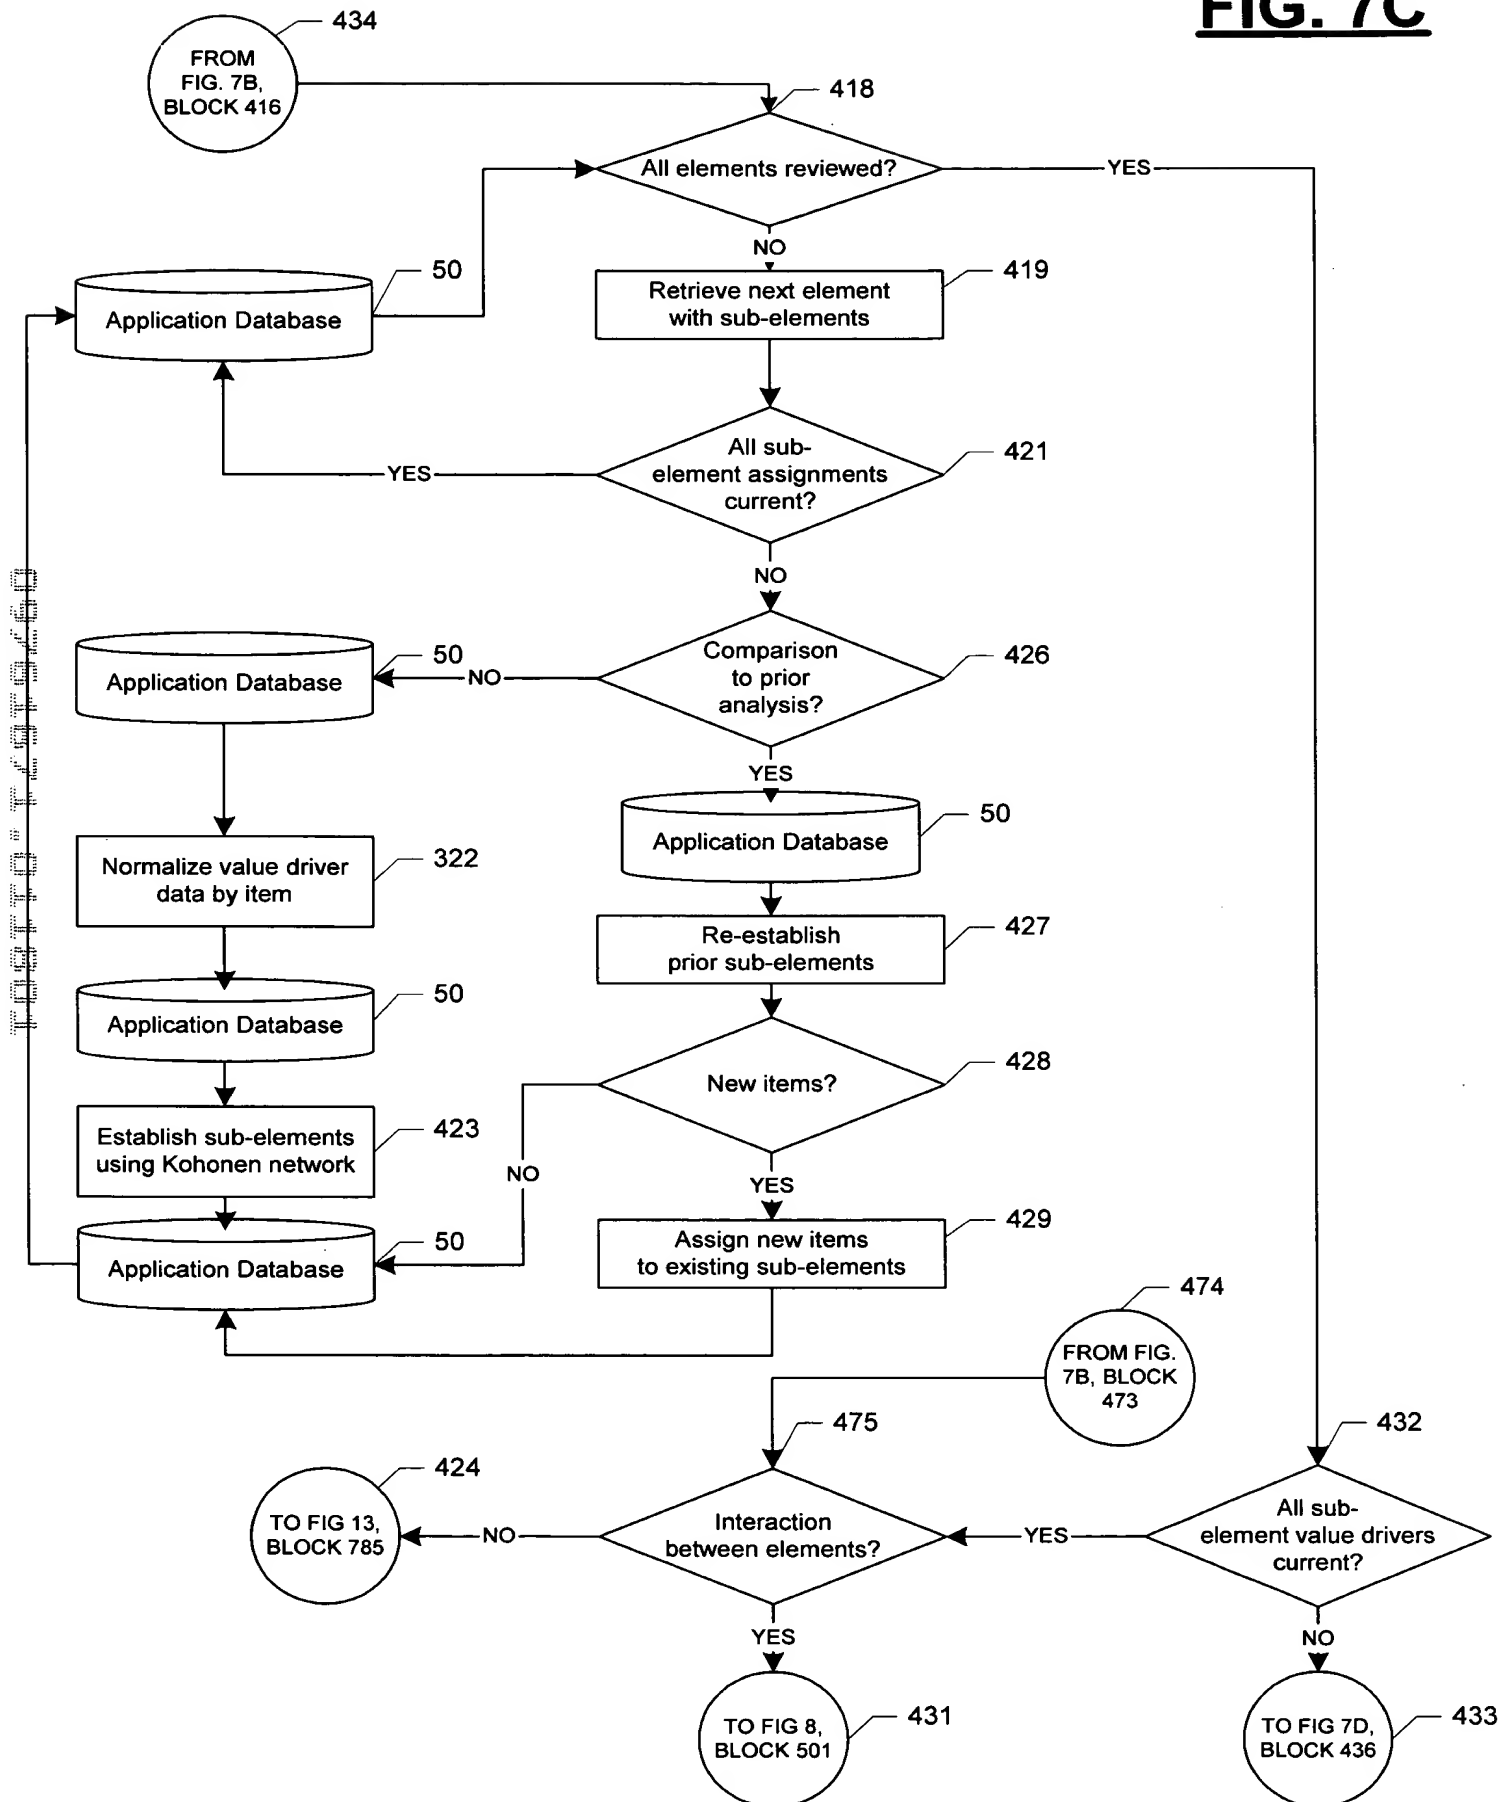 FIG. 7C
434
FROM
FIG. 7B,
BLOCK 416
418
All elements reviewed?
YES
NO
50
Application Database
419
Retrieve next element
with sub-elements
421
All sub-
element assignments
current?
YES
NO
50
Application Database
NO
426
Comparison
to prior
analysis?
YES
50
Application Database
322
Normalize value driver
data by item
427
Re-establish
prior sub-elements
50
Application Database
428
New items?
423
Establish sub-elements
using Kohonen network
NO
YES
429
Assign new items
to existing sub-elements
50
Application Database
474
FROM FIG.
7B, BLOCK
473
475
432
424
TO FIG 13,
BLOCK 785
NO
Interaction
between elements?
YES
All sub-
element value drivers
current?
YES
NO
431
TO FIG 8,
BLOCK 501
433
TO FIG 7D,
BLOCK 436